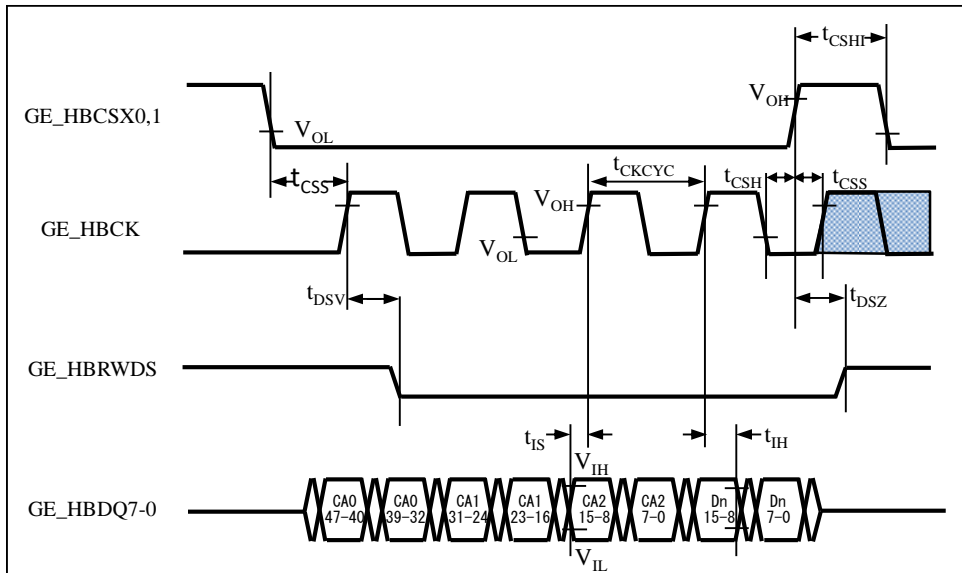 tCSHI
GE_HBCSX0,1
VOL
VOH
tCSS
tCKCYC
tCSH
tCSS
GE_HBCK
VOH
VOL
tDSV
tDSZ
GE_HBRWDS
tIS
VIH
tIH
GE_HBDQ7-0
CA0 CA0 CA1 CA1 CA2 CA2 Dn Dn
47-40 39-32 31-24 23-16 15-8 7-0 15-8 7-0
VIL